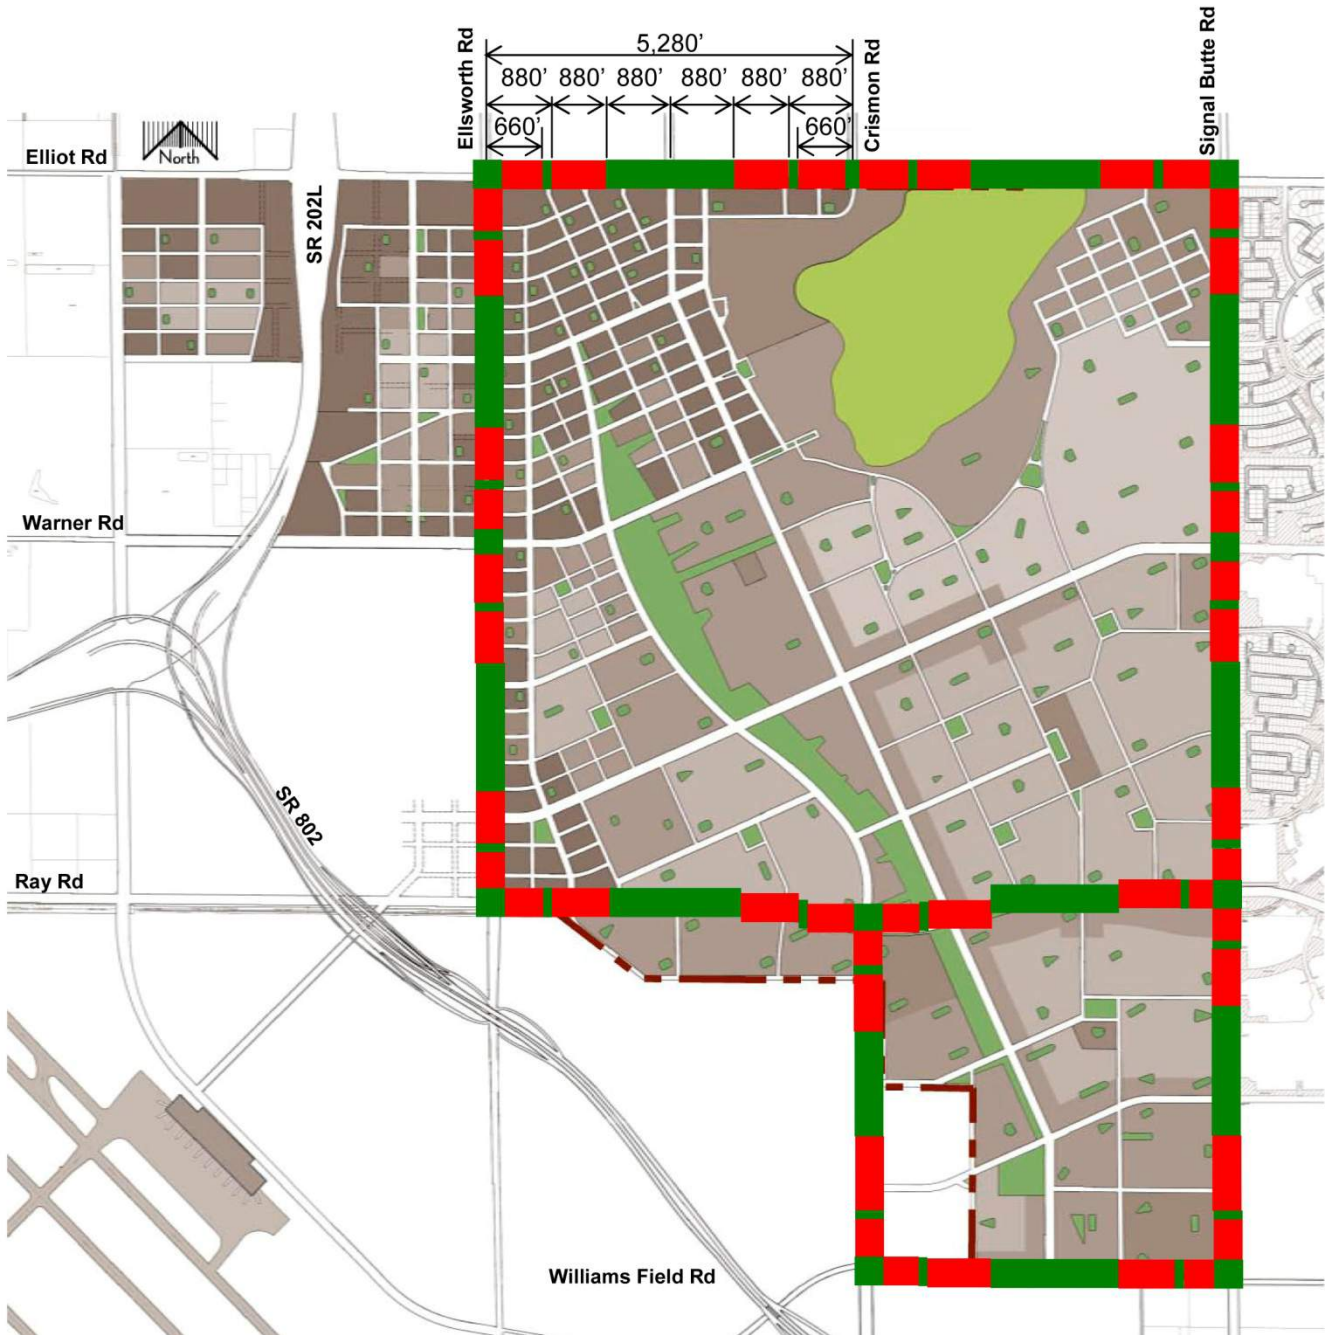 Ellsworth Rd
Crismon Rd
Signal Butte Rd
5,280’
880’ 880’ 880’ 880’ 880’ 880’
660’ 660’
North
Elliot Rd
SR 202L
Warner Rd
SR 802
Ray Rd
Williams Field Rd